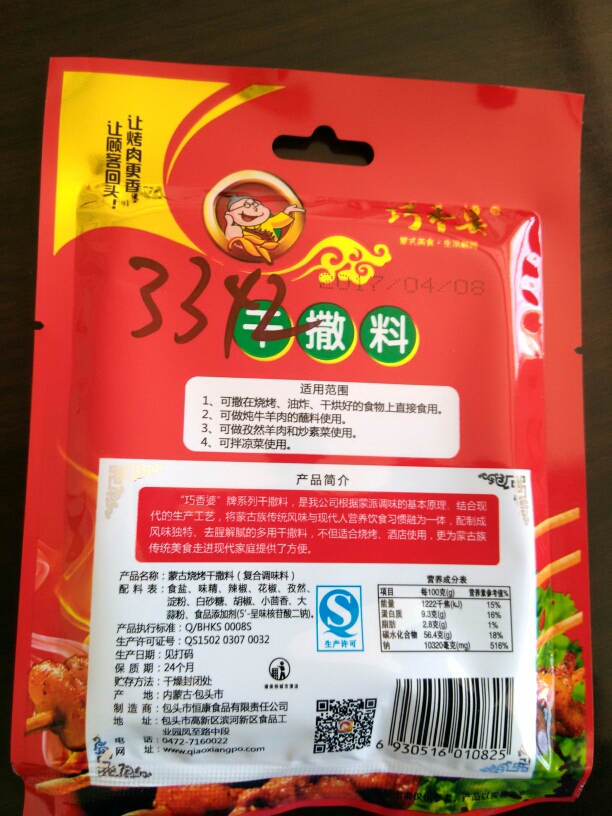 让烤肉更香
让顾客回头！
巧香婆®
2017/04/08
3342
干撒料
适用范围
1、可撒在烧烤、油炸、干烘好的食物上直接食用。
2、可做炖牛羊肉的蘸料使用。
3、可做孜然羊肉和炒素菜使用。
4、可拌凉菜使用。
产品简介
“巧香婆”牌系列干撒料，是我公司根据蒙派调味的基本原理、结合现
代的生产工艺，将蒙古族传统风味与现代人营养饮食习惯融为一体，配制成
风味独特、去腥解腻的多用干撒料，不但适合烧烤、酒店使用，更为蒙古族
传统美食走进现代家庭提供了方便。
产品名称：蒙古烧烤干撒料（复合调味料）
配 料 表：食盐、味精、辣椒、花椒、孜然、
淀粉、白砂糖、胡椒、小茴香、大
蒜粉、食品添加剂(5'-呈味核苷酸二钠)。
产品执行标准：Q/BHKS 0008S
生产许可证号：QS1502 0307 0032
生产日期：见打码
保 质 期：24个月
贮存方法：干燥封闭处
产 地：内蒙古·包头市
制 造 商：包头市恒康食品有限责任公司
地 址：包头市高新区滨河新区食品工
业园凤至路中段
电 话：0472-7160022
网 址：www.qiaoxiangpo.com
生产许可
营养成分表
项目 每100克(g) 营养素参考值%
能量 1222千焦(kJ) 15%
蛋白质 9.3克(g) 16%
脂肪 2.8克(g) 1%
碳水化合物 56.4克(g) 18%
钠 10320毫克(mg) 516%
6 930516 010825